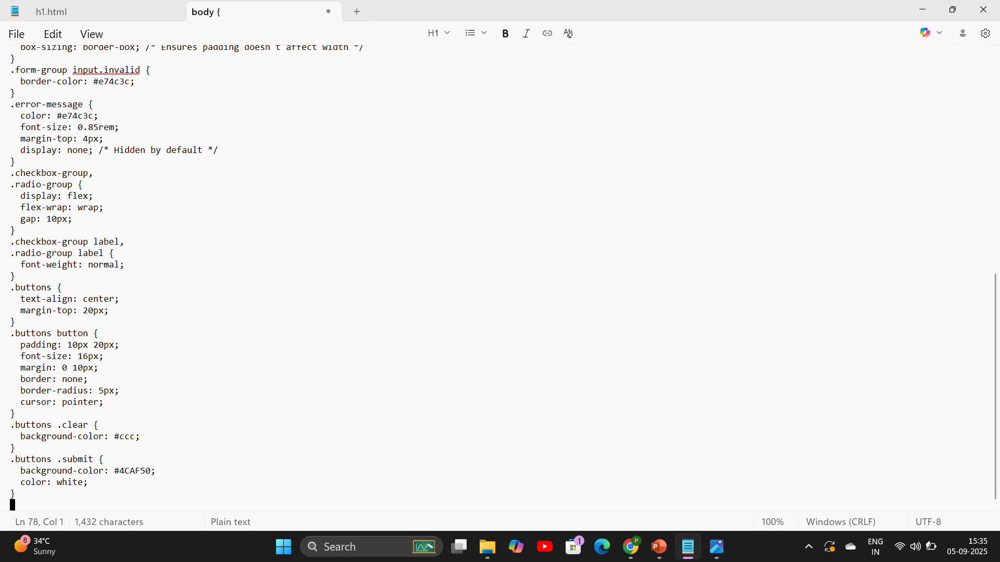 h1.html
body {
File
Edit
View
H1
box-sizing: border-box; /* Ensures padding doesn t affect width */
}
.form-group input.invalid {
  border-color: #e74c3c;
}
.error-message {
  color: #e74c3c;
  font-size: 0.85rem;
  margin-top: 4px;
  display: none; /* Hidden by default */
}
.checkbox-group,
.radio-group {
  display: flex;
  flex-wrap: wrap;
  gap: 10px;
}
.checkbox-group label,
.radio-group label {
  font-weight: normal;
}
.buttons {
  text-align: center;
  margin-top: 20px;
}
.buttons button {
  padding: 10px 20px;
  font-size: 16px;
  margin: 0 10px;
  border: none;
  border-radius: 5px;
  cursor: pointer;
}
.buttons .clear {
  background-color: #ccc;
}
.buttons .submit {
  background-color: #4CAF50;
  color: white;
}
Ln 78, Col 1
1,432 characters
Plain text
100%
Windows (CRLF)
UTF-8
8
34°C
Sunny
Search
1
P
P
ENG
IN
15:35
05-09-2025